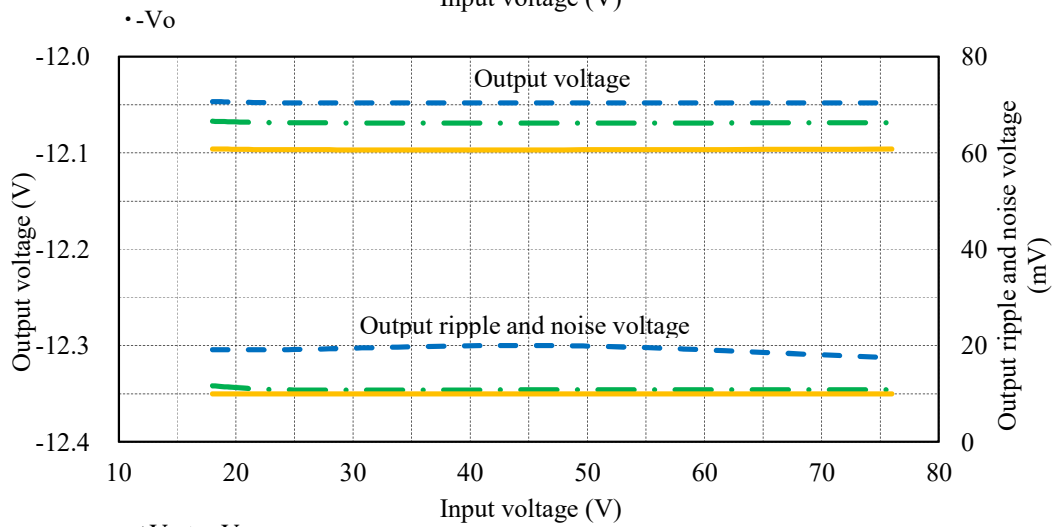 Input voltage (V)
・-Vo
-12.0
-12.1
-12.2
-12.3
-12.4
Output voltage (V)
Output voltage
Output ripple and noise voltage
80
60
40
20
0
Output ripple and noise voltage
(mV)
10 20 30 40 50 60 70 80
Input voltage (V)